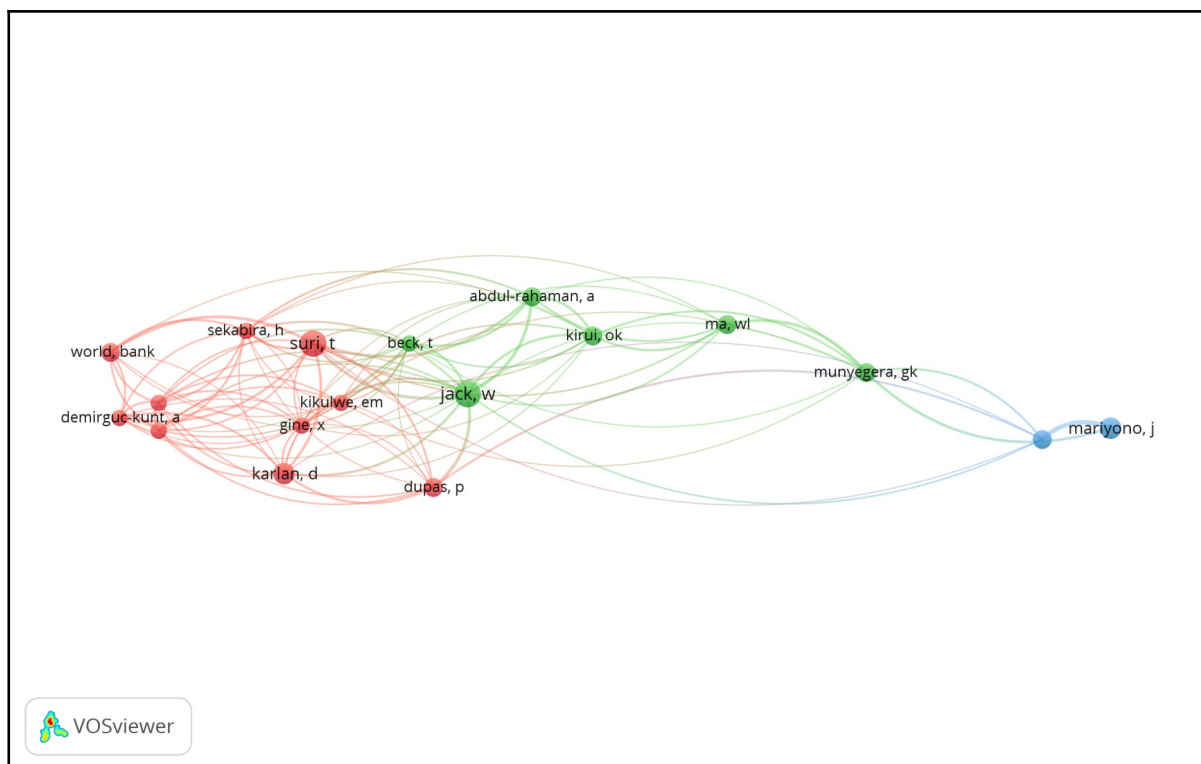 abdul-rahaman, a
sekabira, h
suri, t
beck, t
kirui, ok
ma, wl
world, bank
munyegera, gk
jack, w
kikulwe, em
demirguc-kunt, a
gine, x
mariyono, j
karlan, d
dupas, p
VOSviewer